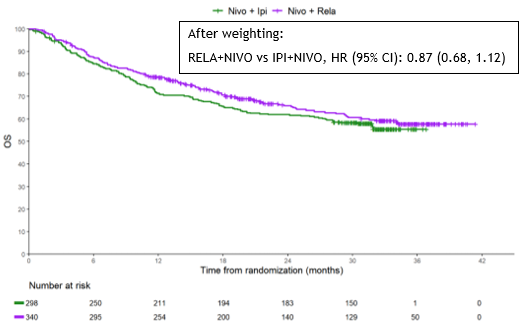 Nivo + Ipi Nivo + Rela
After weighting:
RELA+NIVO vs IPI+NIVO, HR (95% CI): 0.87 (0.68, 1.12)
100
90
80
70
60
50
40
30
20
10
0
OS
0 6 12 18 24 30 36 42
Time from randomization (months)
Number at risk
298 250 211 194 183 150 1 0
340 295 254 200 140 129 50 0